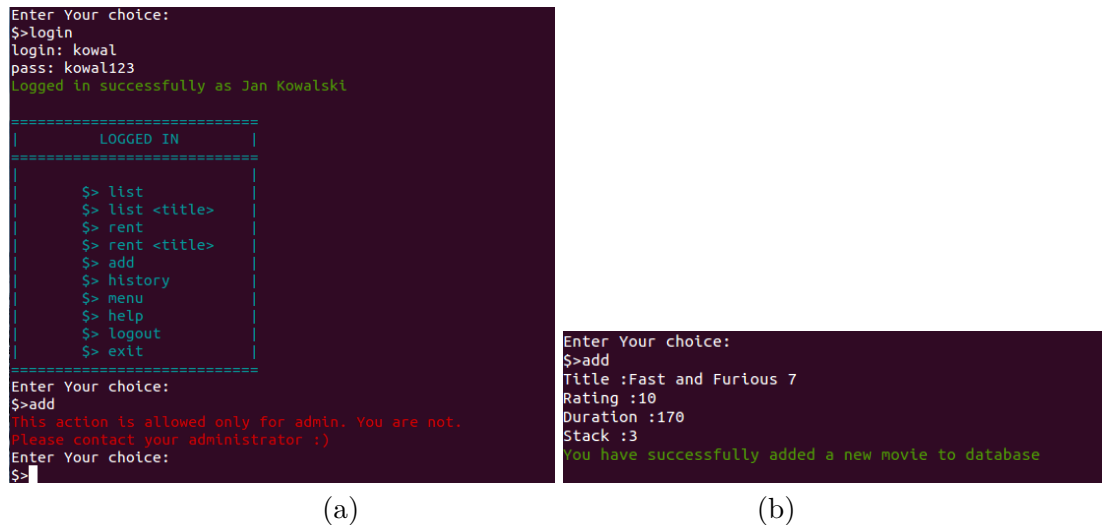 Enter Your choice:
$>login
login: kowal
pass: kowal123
Logged in successfully as Jan Kowalski
============================
| LOGGED IN |
============================
| |
| $> list |
| $> list <title> |
| $> rent |
| $> rent <title> |
| $> add |
| $> history |
| $> menu |
| $> help |
| $> logout |
| $> exit |
============================
Enter Your choice:
$>add
This action is allowed only for admin. You are not.
Please contact your administrator :)
Enter Your choice:
$>
(a)
Enter Your choice:
$>add
Title :Fast and Furious 7
Rating :10
Duration :170
Stack :3
You have successfully added a new movie to database
(b)